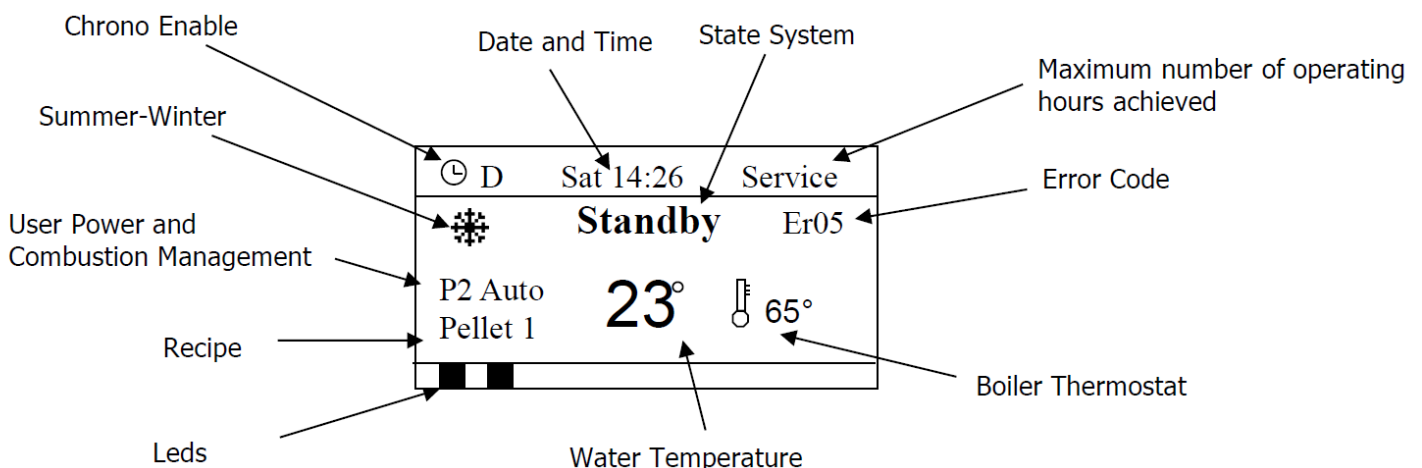 Chrono Enable
Date and Time
State System
Maximum number of operating
hours achieved
Summer-Winter
D Sat 14:26 Service
Error Code
Standby Er05
User Power and
Combustion Management
P2 Auto
Pellet 1
23° 65°
Recipe
Boiler Thermostat
Leds
Water Temperature